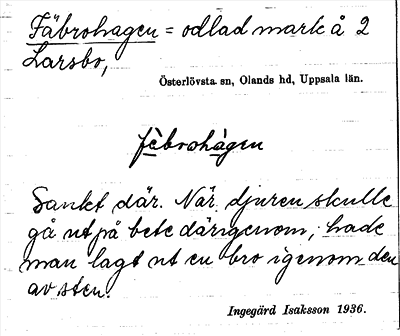 Fäbrohagen = odlad mark å 2
Larsbo,
Österlövsta sn, Olands hd, Uppsala län.
fèbrohàgen
Sankt där. När djuren skulle
gå ut på bete därigenom, hade
man lagt ut en bro igenom den
av sten.
Ingegärd Isaksson 1936.